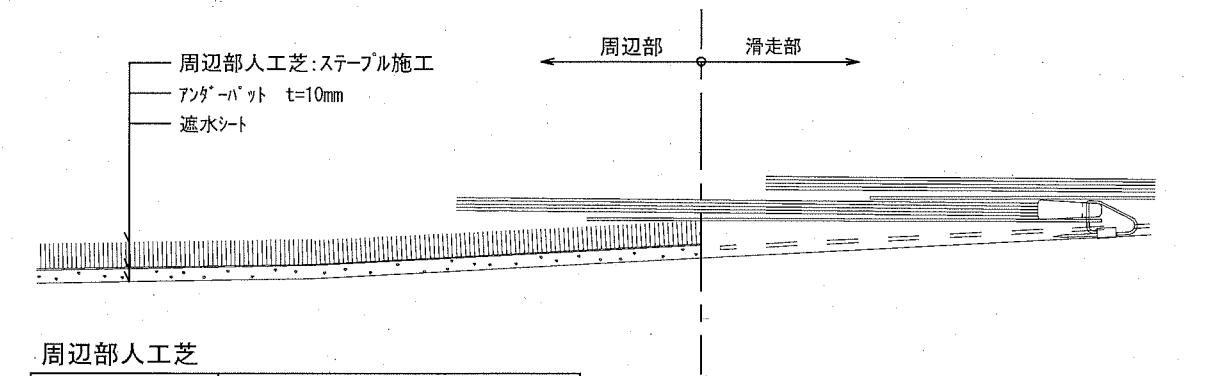 周辺部 滑走部
周辺部人工芝:ステープル施工
アンダーパット t=10mm
遮水シート
周辺部人工芝